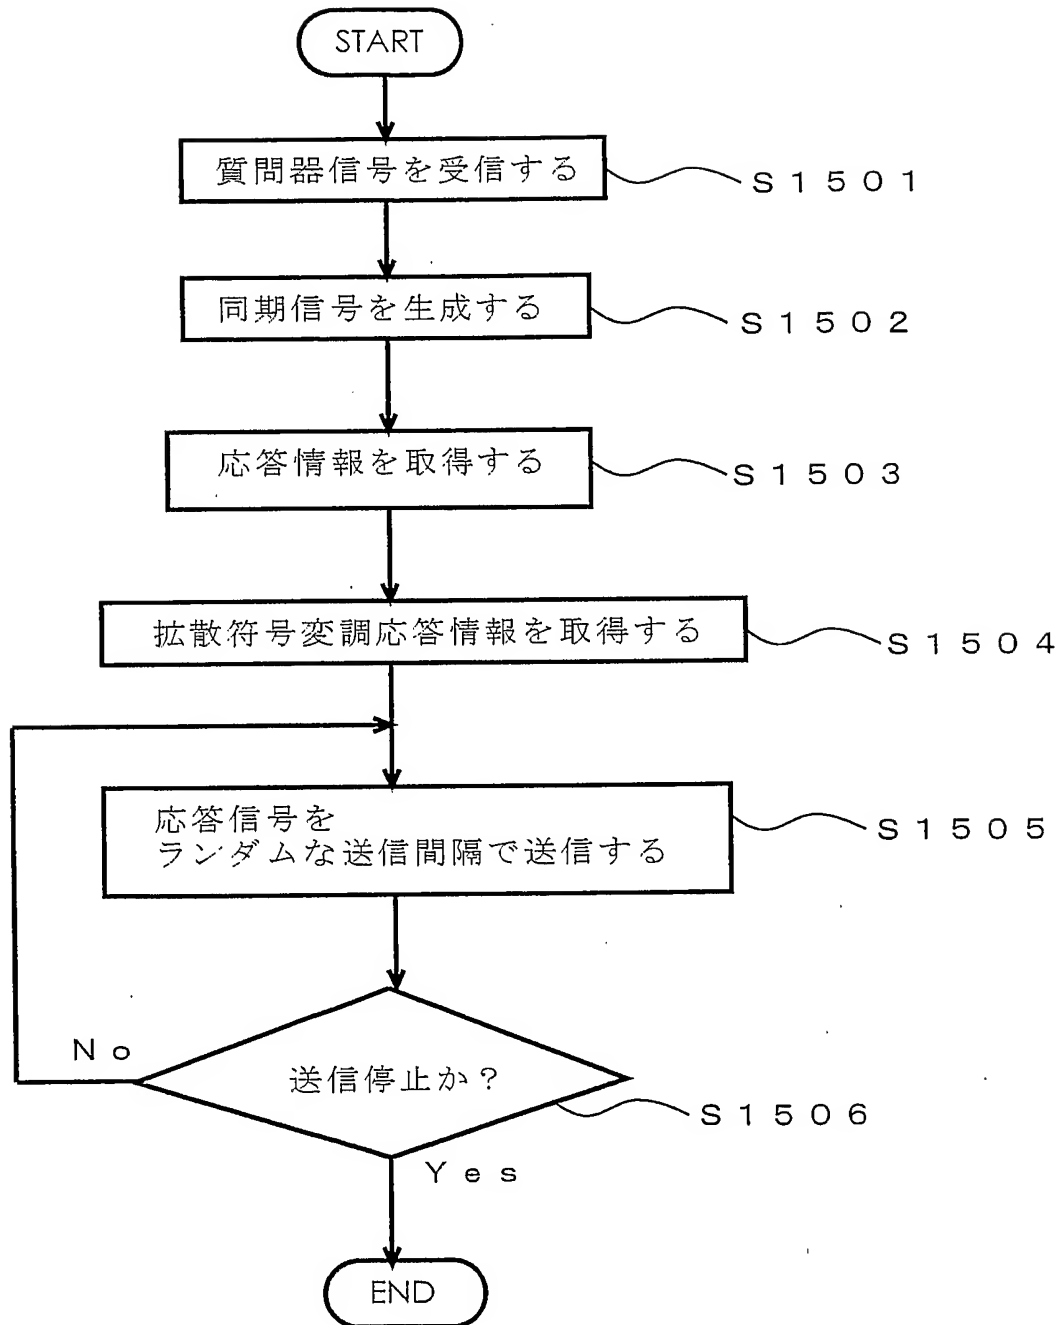 START
質問器信号を受信する
S1501
同期信号を生成する
S1502
応答情報を取得する
S1503
拡散符号変調応答情報を取得する
S1504
応答信号を
ランダムな送信間隔で送信する
S1505
No
送信停止か？
S1506
Yes
END